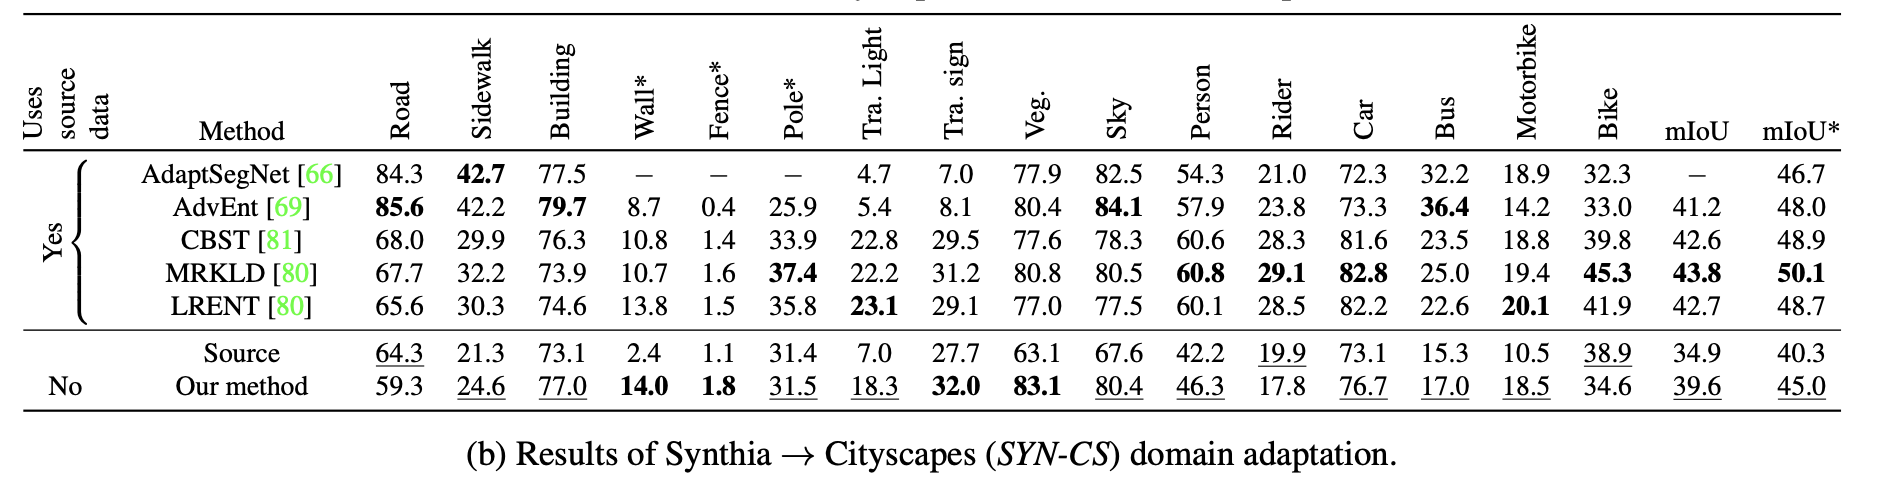 Uses source data Method Road Sidewalk Building Wall* Fence* Pole* Tra. Light Tra. sign Veg. Sky Person Rider Car Bus Motorbike Bike mIoU mIoU*
Yes
AdaptSegNet [66] 84.3 42.7 77.5 – – – 4.7 7.0 77.9 82.5 54.3 21.0 72.3 32.2 18.9 32.3 – 46.7
AdvEnt [69] 85.6 42.2 79.7 8.7 0.4 25.9 5.4 8.1 80.4 84.1 57.9 23.8 73.3 36.4 14.2 33.0 41.2 48.0
CBST [81] 68.0 29.9 76.3 10.8 1.4 33.9 22.8 29.5 77.6 78.3 60.6 28.3 81.6 23.5 18.8 39.8 42.6 48.9
MRKLD [80] 67.7 32.2 73.9 10.7 1.6 37.4 22.2 31.2 80.8 80.5 60.8 29.1 82.8 25.0 19.4 45.3 43.8 50.1
LRENT [80] 65.6 30.3 74.6 13.8 1.5 35.8 23.1 29.1 77.0 77.5 60.1 28.5 82.2 22.6 20.1 41.9 42.7 48.7
Source 64.3 21.3 73.1 2.4 1.1 31.4 7.0 27.7 63.1 67.6 42.2 19.9 73.1 15.3 10.5 38.9 34.9 40.3
No Our method 59.3 24.6 77.0 14.0 1.8 31.5 18.3 32.0 83.1 80.4 46.3 17.8 76.7 17.0 18.5 34.6 39.6 45.0
(b) Results of Synthia → Cityscapes (SYN-CS) domain adaptation.